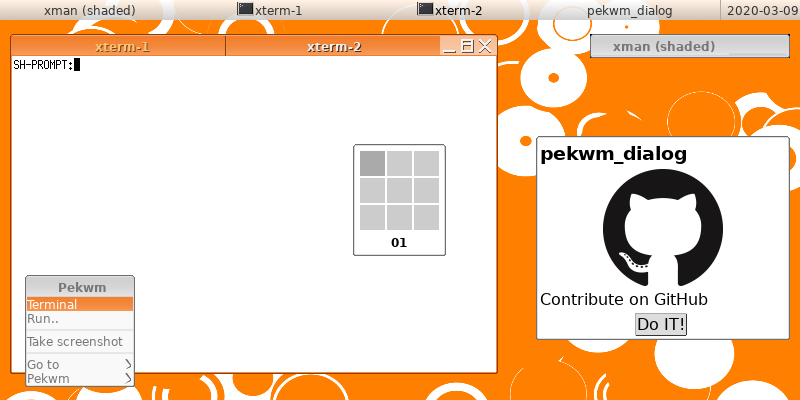 xman (shaded) xterm-1 xterm-2 pekwm_dialog 2020-03-09
xterm-1 xterm-2
xman (shaded)
SH-PROMPT:
pekwm_dialog
01
Contribute on GitHub
Do IT!
Pekwm
Terminal
Run..
Take screenshot
Go to
Pekwm